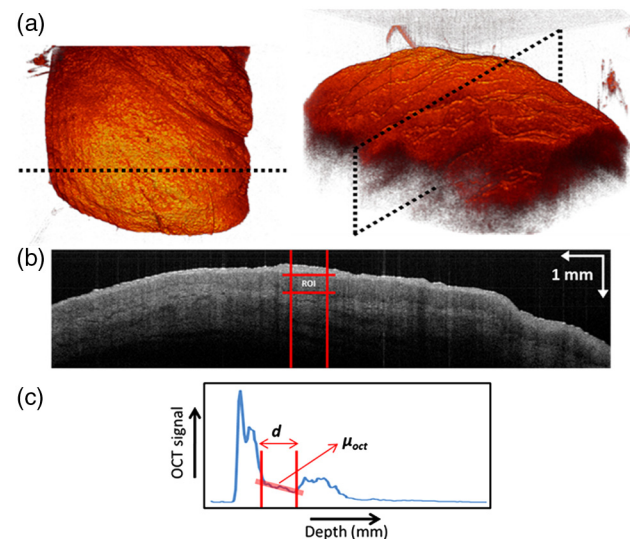 (a)
(b)
ROI
1 mm
(c)
OCT signal
d
μoct
Depth (mm)